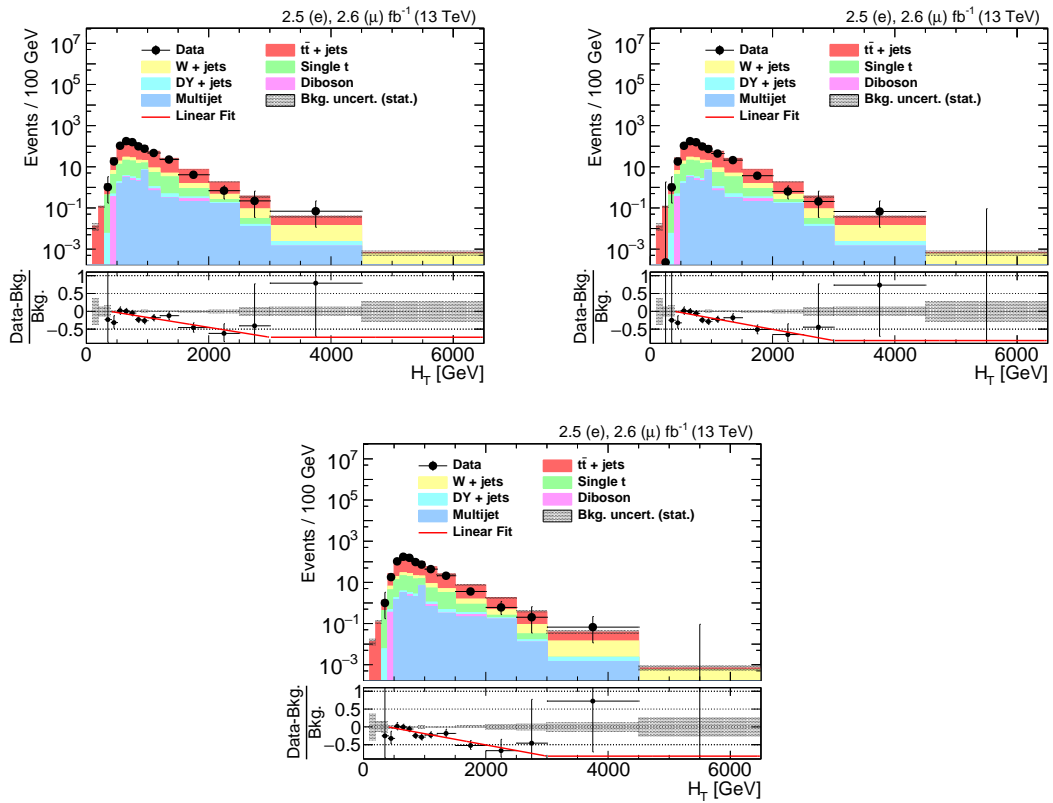 2.5 (e), 2.6 (μ) fb⁻¹ (13 TeV)
Events / 100 GeV
10⁷
10⁵
10³
10
10⁻¹
10⁻³
Data
tt̄ + jets
W + jets
Single t
DY + jets
Diboson
Multijet
Bkg. uncert. (stat.)
Linear Fit
Data-Bkg.
Bkg.
1
0.5
0
−0.5
0 2000 4000 6000
H_T [GeV]
2.5 (e), 2.6 (μ) fb⁻¹ (13 TeV)
Events / 100 GeV
10⁷
10⁵
10³
10
10⁻¹
10⁻³
Data
tt̄ + jets
W + jets
Single t
DY + jets
Diboson
Multijet
Bkg. uncert. (stat.)
Linear Fit
Data-Bkg.
Bkg.
1
0.5
0
−0.5
0 2000 4000 6000
H_T [GeV]
2.5 (e), 2.6 (μ) fb⁻¹ (13 TeV)
Events / 100 GeV
10⁷
10⁵
10³
10
10⁻¹
10⁻³
Data
tt̄ + jets
W + jets
Single t
DY + jets
Diboson
Multijet
Bkg. uncert. (stat.)
Linear Fit
Data-Bkg.
Bkg.
1
0.5
0
−0.5
0 2000 4000 6000
H_T [GeV]